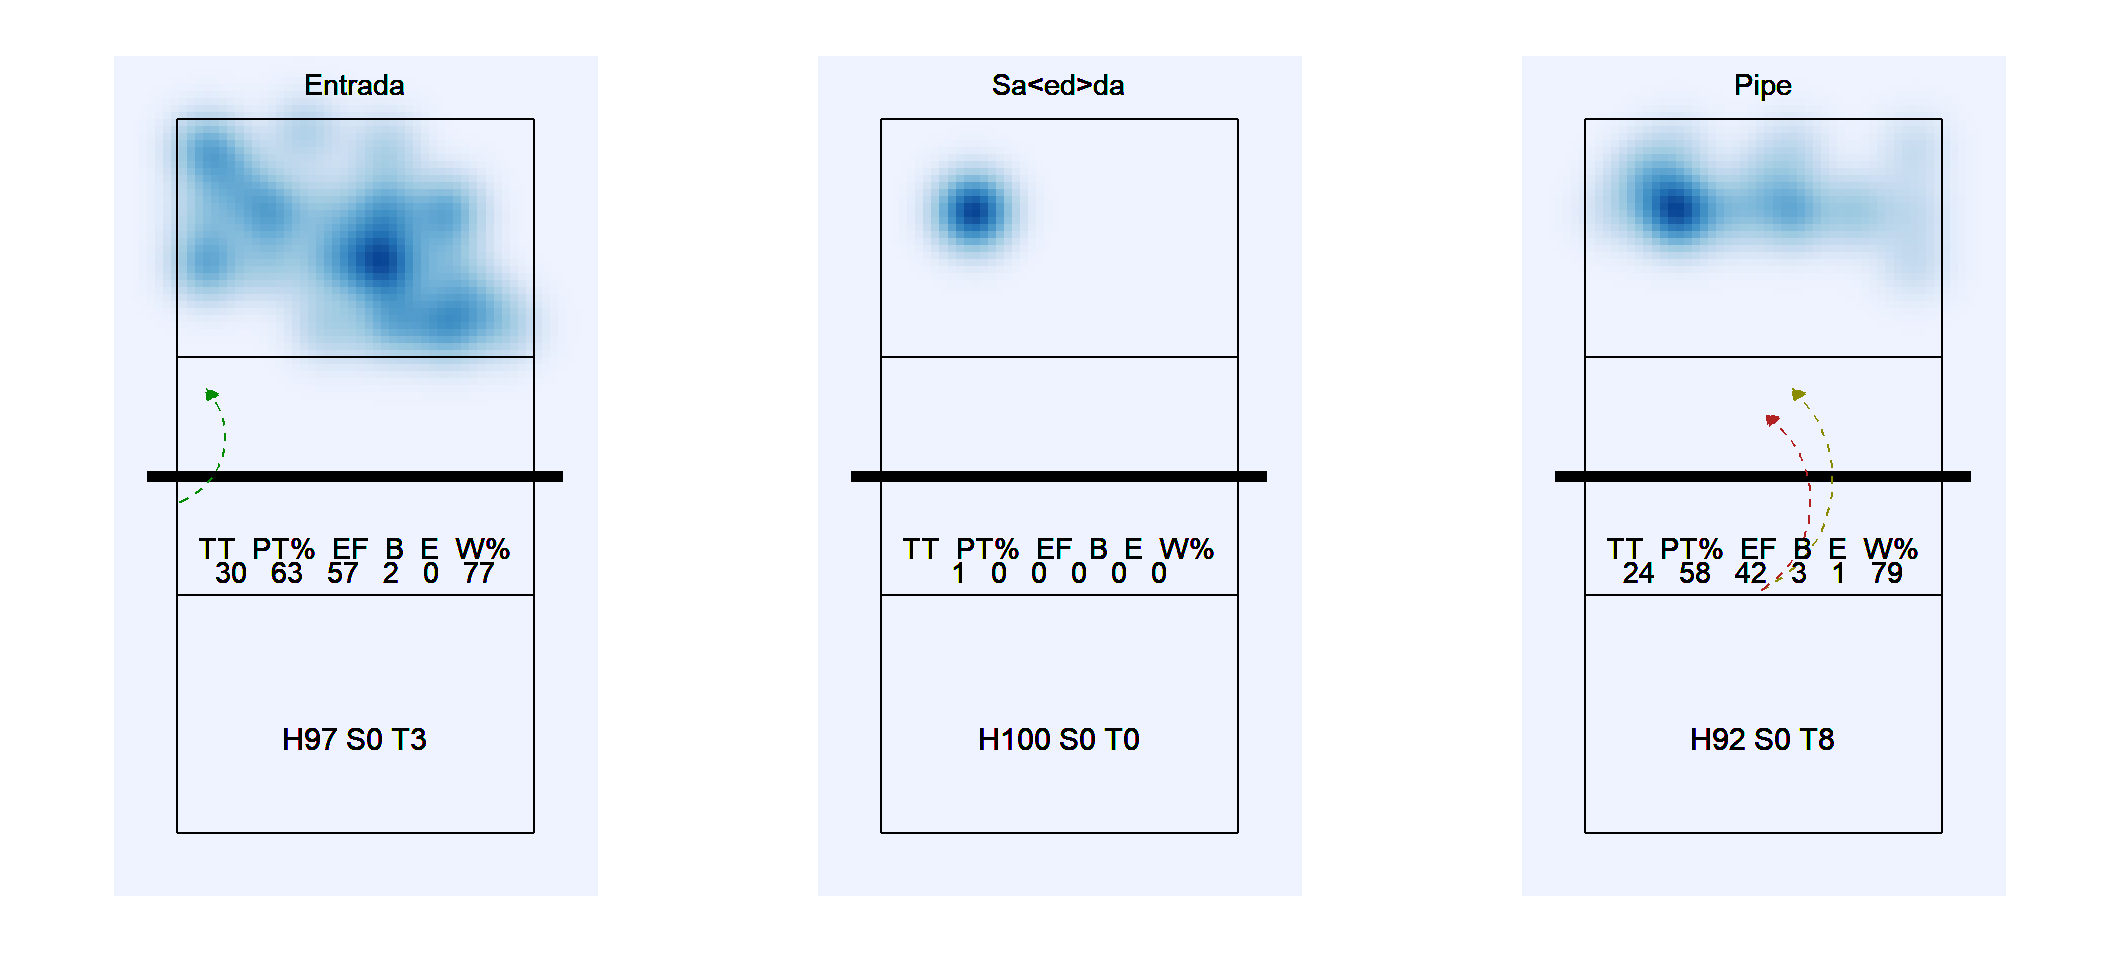 Entrada
TT PT% EF B E W%
30 63 57 2 0 77
H97 S0 T3
Sa<ed>da
TT PT% EF B E W%
1 0 0 0 0 0
H100 S0 T0
Pipe
TT PT% EF B E W%
24 58 42 3 1 79
H92 S0 T8